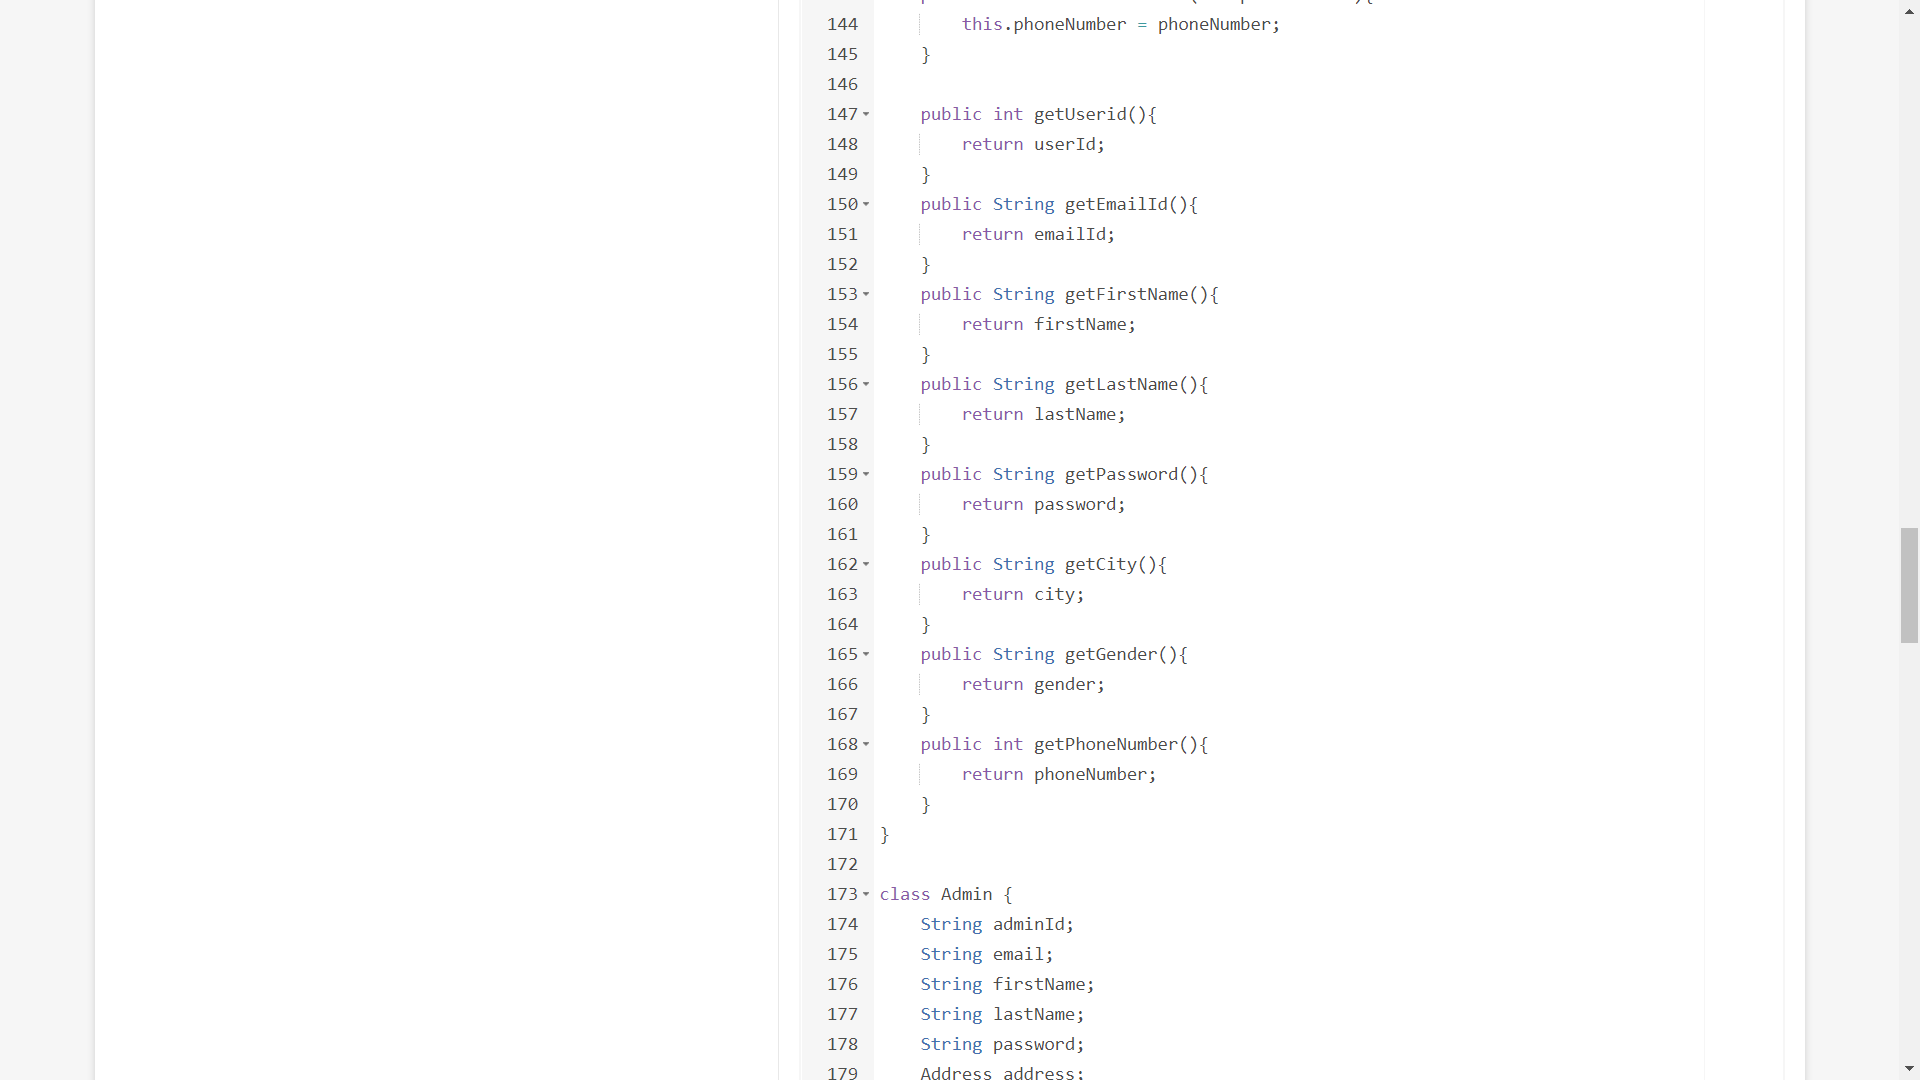 144 this.phoneNumber = phoneNumber;
145 }
146
147 public int getUserid(){
148 return userId;
149 }
150 public String getEmailId(){
151 return emailId;
152 }
153 public String getFirstName(){
154 return firstName;
155 }
156 public String getLastName(){
157 return lastName;
158 }
159 public String getPassword(){
160 return password;
161 }
162 public String getCity(){
163 return city;
164 }
165 public String getGender(){
166 return gender;
167 }
168 public int getPhoneNumber(){
169 return phoneNumber;
170 }
171 }
172
173 class Admin {
174 String adminId;
175 String email;
176 String firstName;
177 String lastName;
178 String password;
179 Address address;